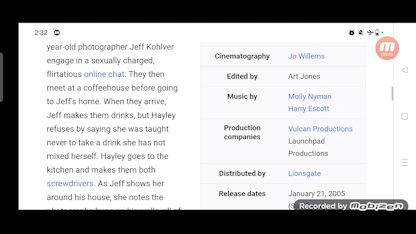 2:32
year-old photographer Jeff Kohlver
engage in a sexually charged,
flirtatious online chat. They then
meet at a coffeehouse before going
to Jeff's home. When they arrive,
Jeff makes them drinks, but Hayley
refuses by saying she was taught
never to take a drink she has not
mixed herself. Hayley goes to the
kitchen and makes them both
screwdrivers. As Jeff shows her
around his house, she notes the
Cinematography Jo Willems
Edited by Art Jones
Music by Molly Nyman
Harry Escott
Production Vulcan Productions
companies Launchpad
Productions
Distributed by Lionsgate
Release dates January 21, 2005
Recorded by Mobizen